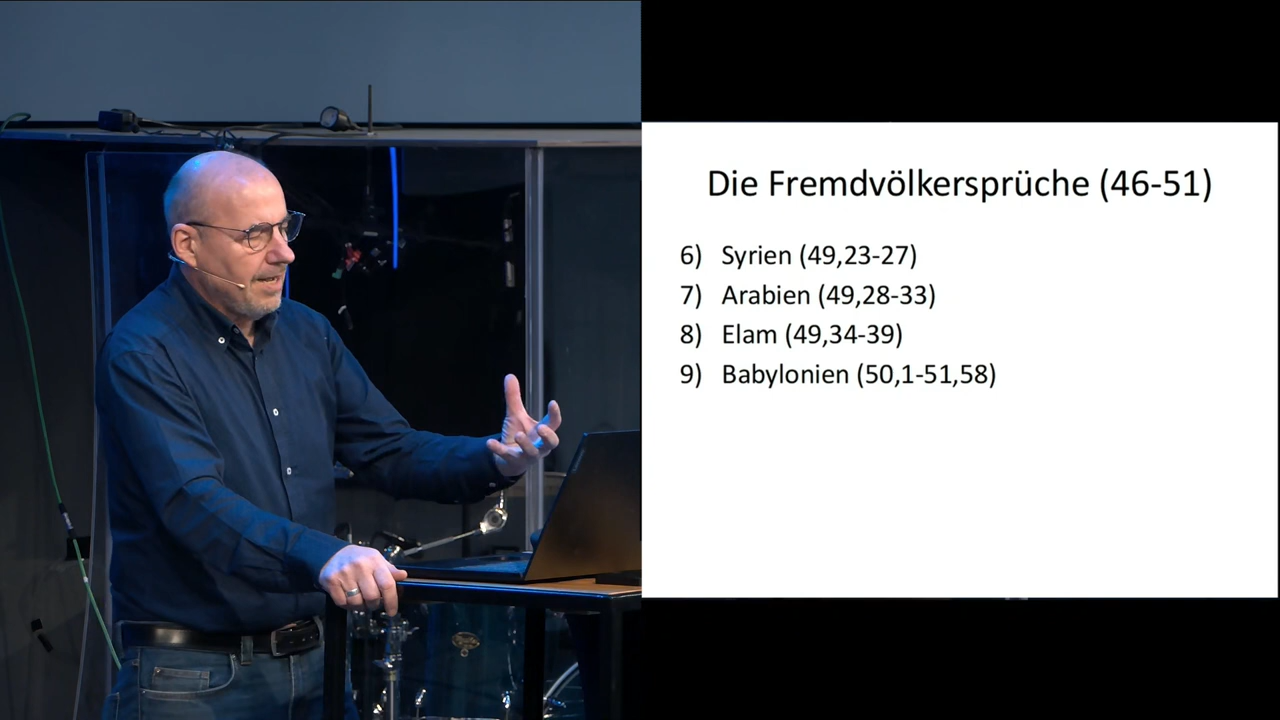 Die Fremdvölkersprüche (46-51)
6) Syrien (49,23-27)
7) Arabien (49,28-33)
8) Elam (49,34-39)
9) Babylonien (50,1-51,58)